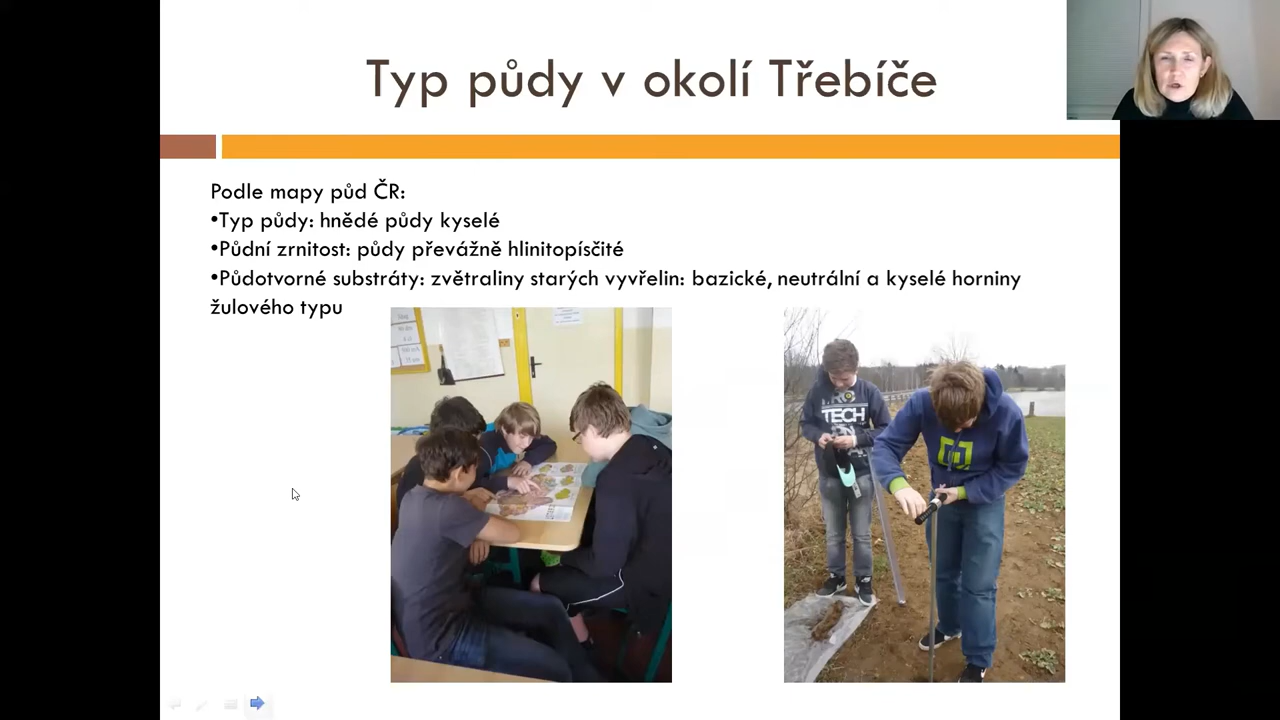 Typ půdy v okolí Třebíče
Podle mapy půd ČR:
•Typ půdy: hnědé půdy kyselé
•Půdní zrnitost: půdy převážně hlinitopísčité
•Půdotvorné substráty: zvětraliny starých vyvřelin: bazické, neutrální a kyselé horniny
žulového typu
TECH